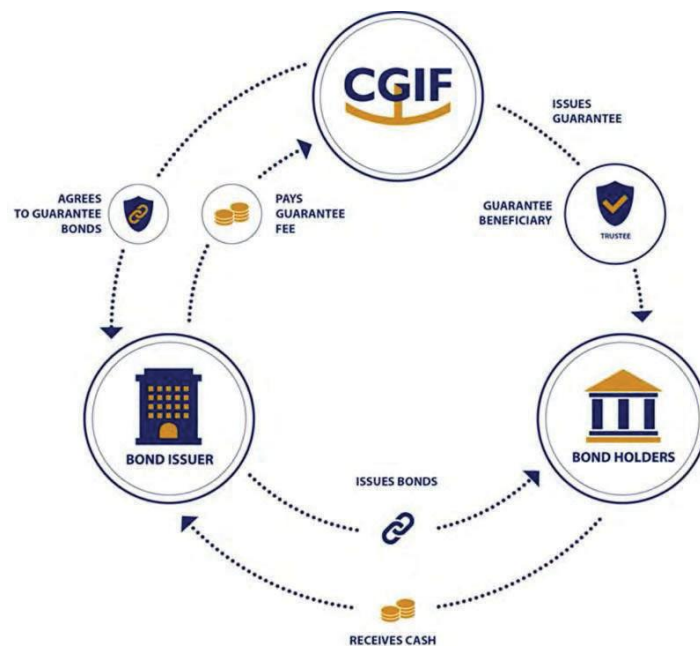 CGIF
ISSUES
GUARANTEE
AGREES
TO GUARANTEE
BONDS
PAYS
GUARANTEE
FEE
GUARANTEE
BENEFICIARY
TRUSTEE
BOND ISSUER
BOND HOLDERS
ISSUES BONDS
RECEIVES CASH